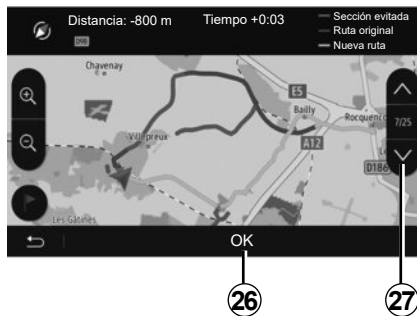 Distancia: -800 m
Tiempo +0:03
Sección evitada
Ruta original
Nueva ruta
D98
Chavenay
E5
Bailly
Rocquenc
7/25
Villepreux
A12
D186
Les Gâtines
OK
26
27